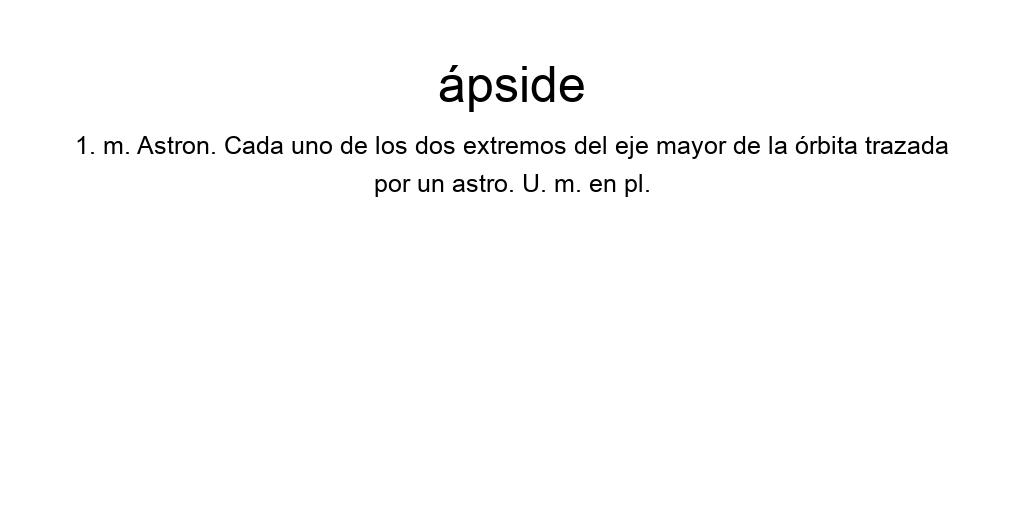 ápside
1. m. Astron. Cada uno de los dos extremos del eje mayor de la órbita trazada
por un astro. U. m. en pl.